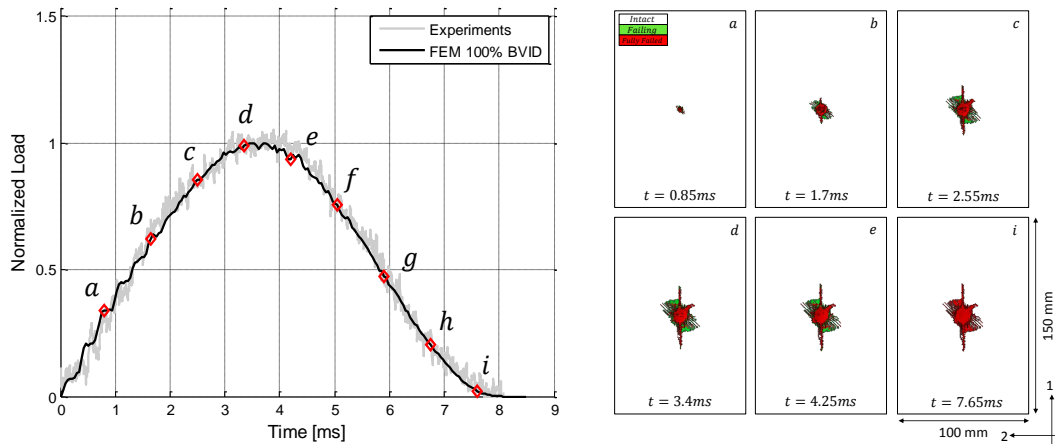 1.5
1
0.5
0
Normalized Load
0 1 2 3 4 5 6 7 8 9
Time [ms]
Experiments
FEM 100% BVID
a
b
c
d
e
f
g
h
i
Intact
Failing
Fully Failed
a
t = 0.85ms
b
t = 1.7ms
c
t = 2.55ms
d
t = 3.4ms
e
t = 4.25ms
i
t = 7.65ms
150 mm
100 mm
1
2